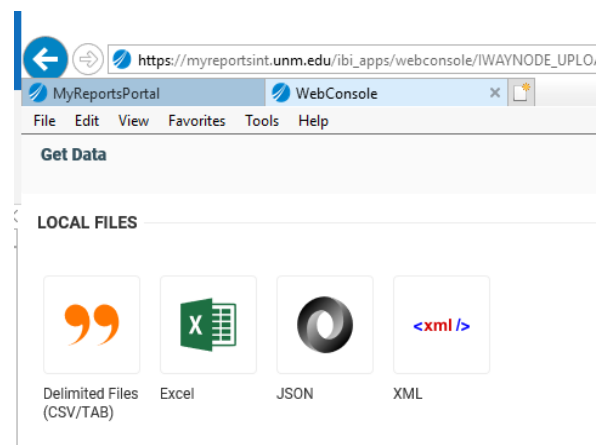 https://myreportsint.unm.edu/ibi_apps/webconsole/IWAYNODE_UPLO
MyReportsPortal WebConsole
File Edit View Favorites Tools Help
Get Data
LOCAL FILES
X <xml/>
Delimited Files Excel JSON XML
(CSV/TAB)